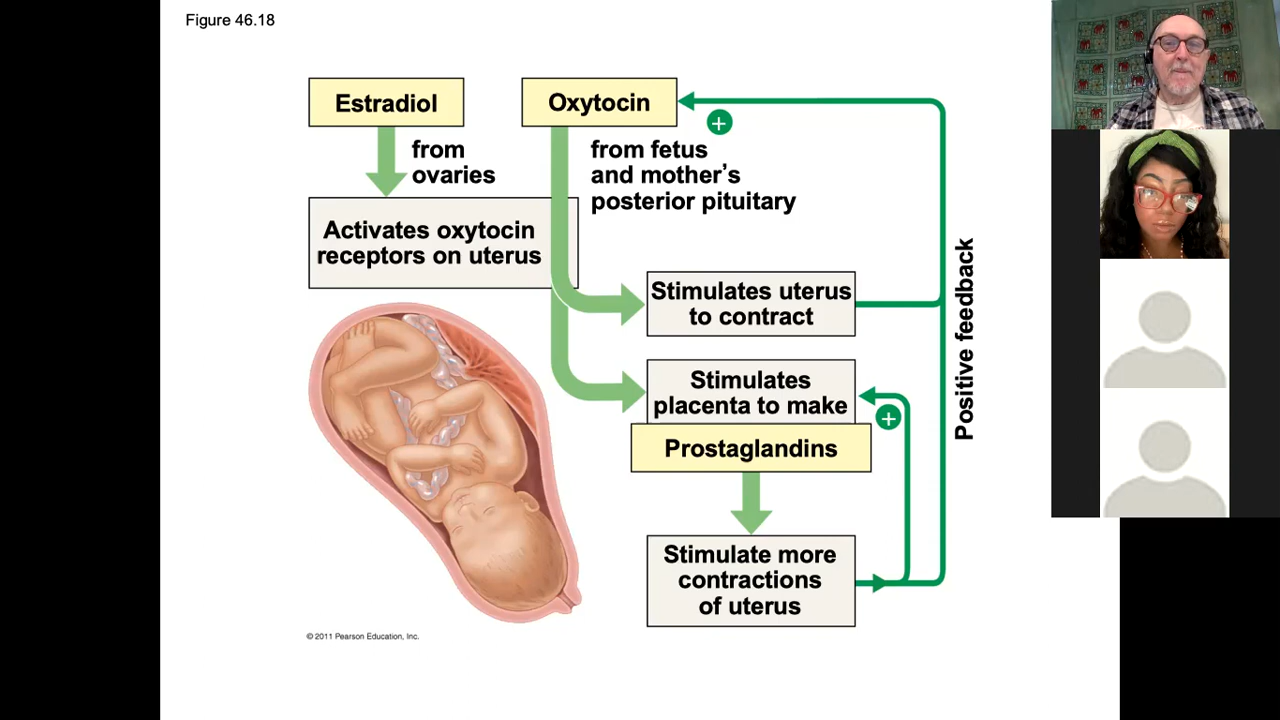 Figure 46.18
Estradiol
Oxytocin
+
from
ovaries
from fetus
and mother’s
posterior pituitary
Activates oxytocin
receptors on uterus
Stimulates uterus
to contract
Positive feedback
Stimulates
placenta to make
+
Prostaglandins
Stimulate more
contractions
of uterus
© 2011 Pearson Education, Inc.